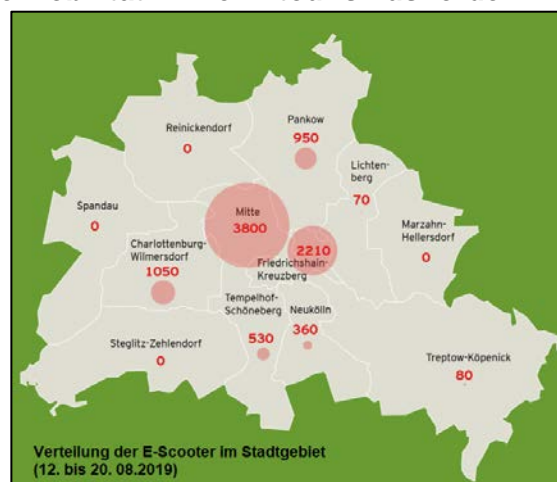 Reinickendorf
0
Pankow
950
Lichten-
berg
70
Spandau
0
Mitte
3800
Marzahn-
Hellersdorf
0
Charlottenburg-
Wilmersdorf
1050
2210
Friedrichshain-
Kreuzberg
Tempelhof-
Schöneberg
530
Neukölln
360
Steglitz-Zehlendorf
0
Treptow-Köpenick
80
Verteilung der E-Scooter im Stadtgebiet
(12. bis 20. 08.2019)